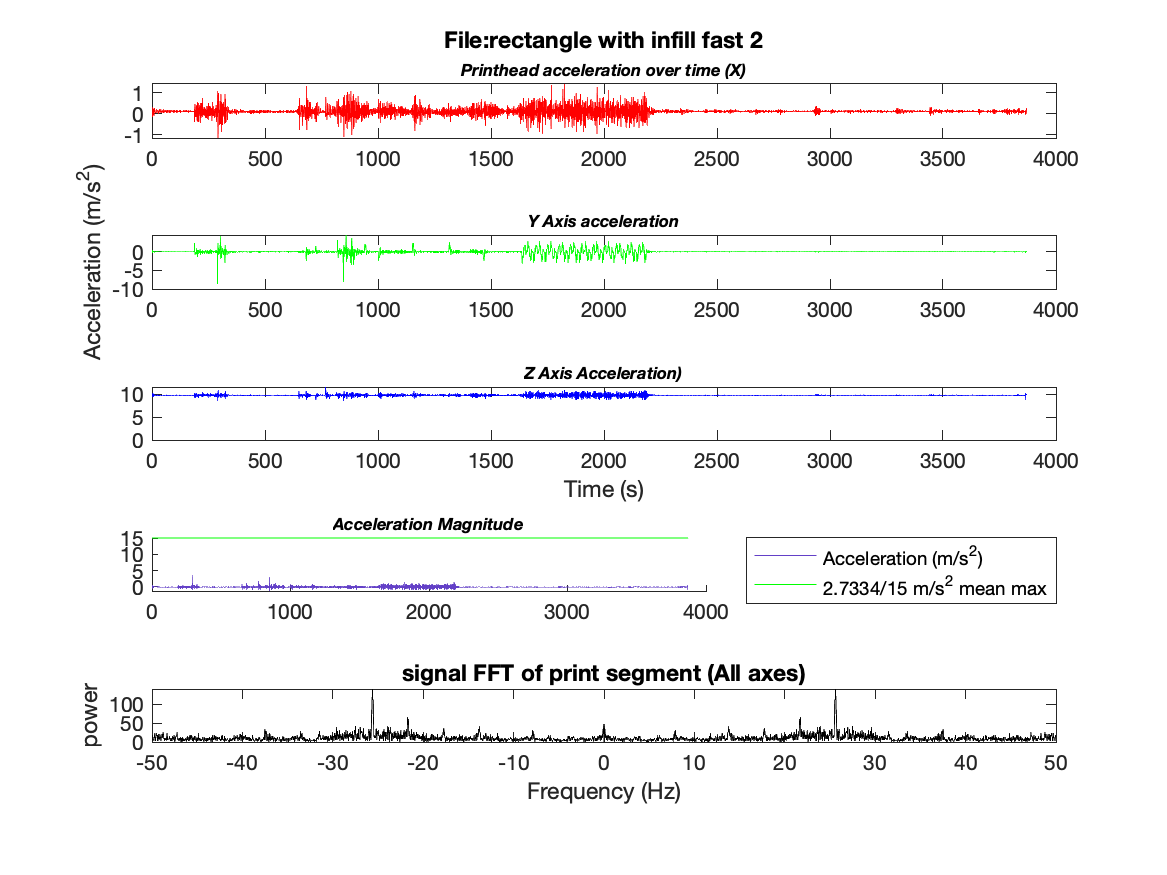 File:rectangle with infill fast 2
Printhead acceleration over time (X)
1
0
-1
0 500 1000 1500 2000 2500 3000 3500 4000
Acceleration (m/s²)
Y Axis acceleration
0
-5
-10
0 500 1000 1500 2000 2500 3000 3500 4000
Z Axis Acceleration)
10
5
0
0 500 1000 1500 2000 2500 3000 3500 4000
Time (s)
Acceleration Magnitude
15
10
5
0
0 1000 2000 3000 4000
Acceleration (m/s²)
2.7334/15 m/s² mean max
signal FFT of print segment (All axes)
power
100
50
0
-50 -40 -30 -20 -10 0 10 20 30 40 50
Frequency (Hz)